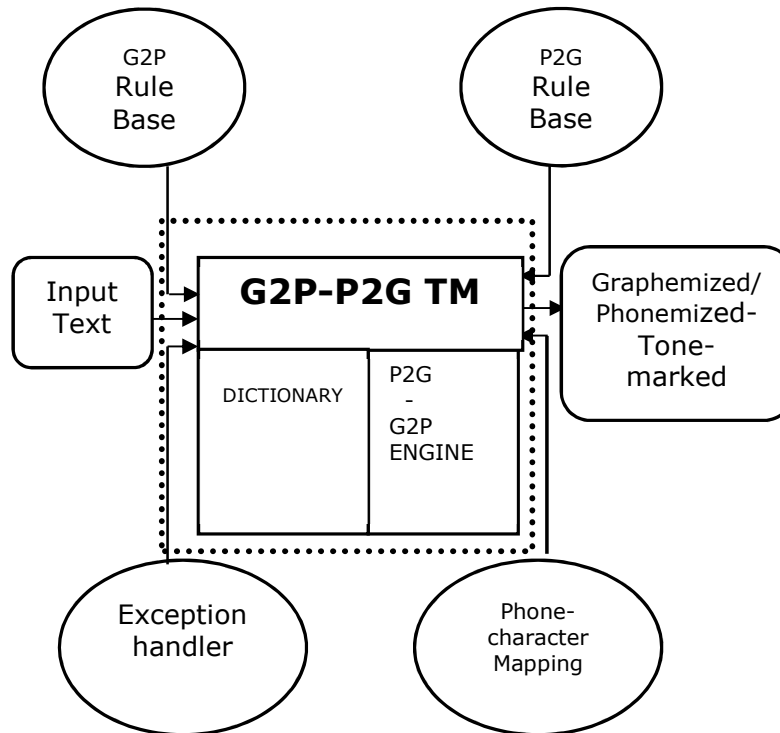 G2P
Rule
Base
P2G
Rule
Base
Input
Text
G2P-P2G TM
Graphemized/
Phonemized-
Tone-
marked
DICTIONARY
P2G
-
G2P
ENGINE
Exception
handler
Phone-
character
Mapping